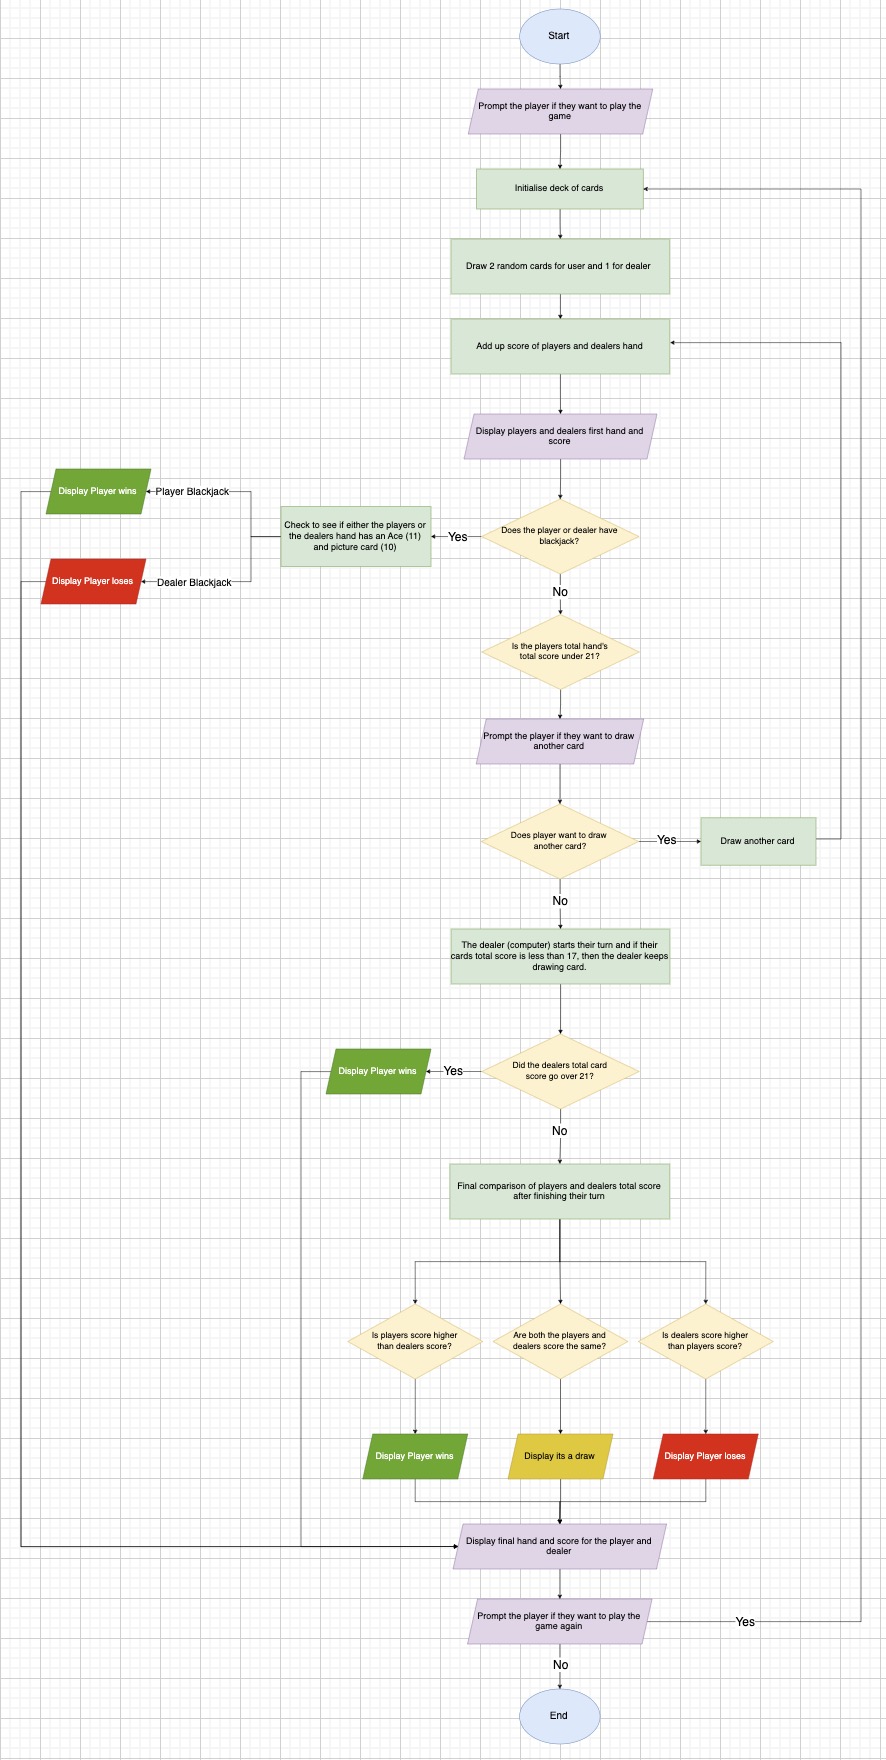 Start
Prompt the player if they want to play the
game
Initialise deck of cards
Draw 2 random cards for user and 1 for dealer
Add up score of players and dealers hand
Display players and dealers first hand and
score
Display Player wins
Player Blackjack
Check to see if either the players or
the dealers hand has an Ace (11)
and picture card (10)
Yes
Does the player or dealer have
blackjack?
Display Player loses
Dealer Blackjack
No
Is the players total hand's
total score under 21?
Prompt the player if they want to draw
another card
Does player want to draw
another card?
Yes
Draw another card
No
The dealer (computer) starts their turn and if their
cards total score is less than 17, then the dealer keeps
drawing card.
Display Player wins
Yes
Did the dealers total card
score go over 21?
No
Final comparison of players and dealers total score
after finishing their turn
Is players score higher
than dealers score?
Are both the players and
dealers score the same?
Is dealers score higher
than players score?
Display Player wins
Display its a draw
Display Player loses
Display final hand and score for the player and
dealer
Prompt the player if they want to play the
game again
Yes
No
End